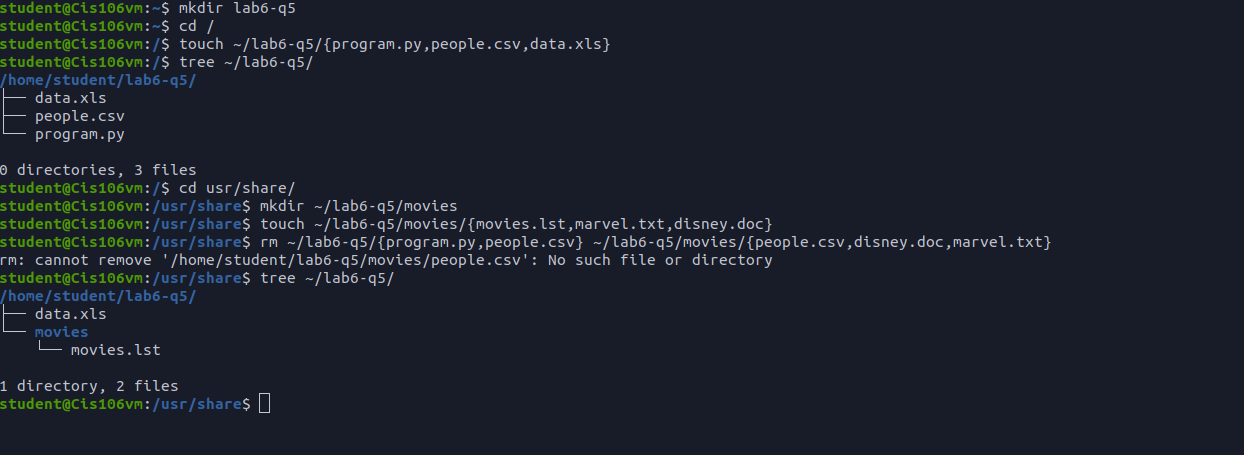 student@Cis106vm:~$ mkdir lab6-q5
student@Cis106vm:~$ cd /
student@Cis106vm:/$ touch ~/lab6-q5/{program.py,people.csv,data.xls}
student@Cis106vm:/$ tree ~/lab6-q5/
/home/student/lab6-q5/
├── data.xls
├── people.csv
└── program.py

0 directories, 3 files
student@Cis106vm:/$ cd usr/share/
student@Cis106vm:/usr/share$ mkdir ~/lab6-q5/movies
student@Cis106vm:/usr/share$ touch ~/lab6-q5/movies/{movies.lst,marvel.txt,disney.doc}
student@Cis106vm:/usr/share$ rm ~/lab6-q5/{program.py,people.csv} ~/lab6-q5/movies/{people.csv,disney.doc,marvel.txt}
rm: cannot remove '/home/student/lab6-q5/movies/people.csv': No such file or directory
student@Cis106vm:/usr/share$ tree ~/lab6-q5/
/home/student/lab6-q5/
├── data.xls
└── movies
    └── movies.lst

1 directory, 2 files
student@Cis106vm:/usr/share$